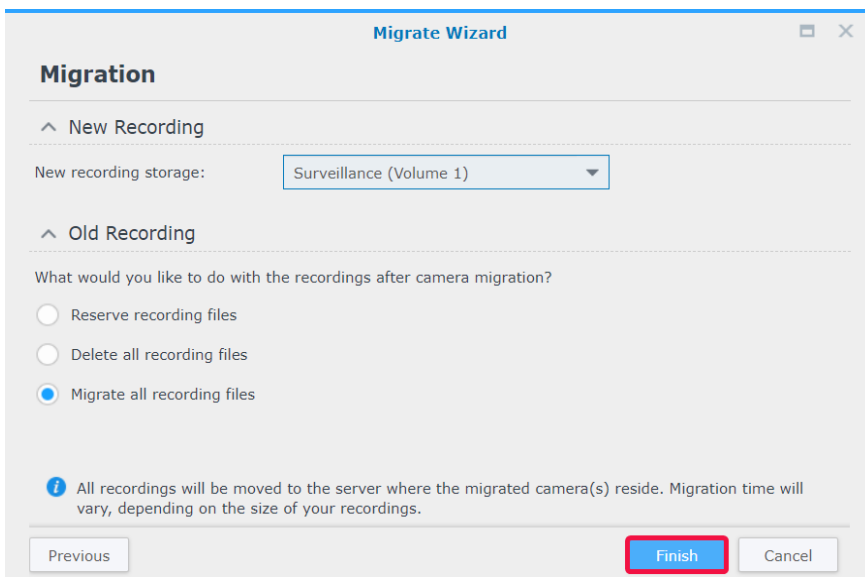 Migrate Wizard
Migration
New Recording
New recording storage: Surveillance (Volume 1)
Old Recording
What would you like to do with the recordings after camera migration?
Reserve recording files
Delete all recording files
Migrate all recording files
All recordings will be moved to the server where the migrated camera(s) reside. Migration time will
vary, depending on the size of your recordings.
Previous Finish Cancel